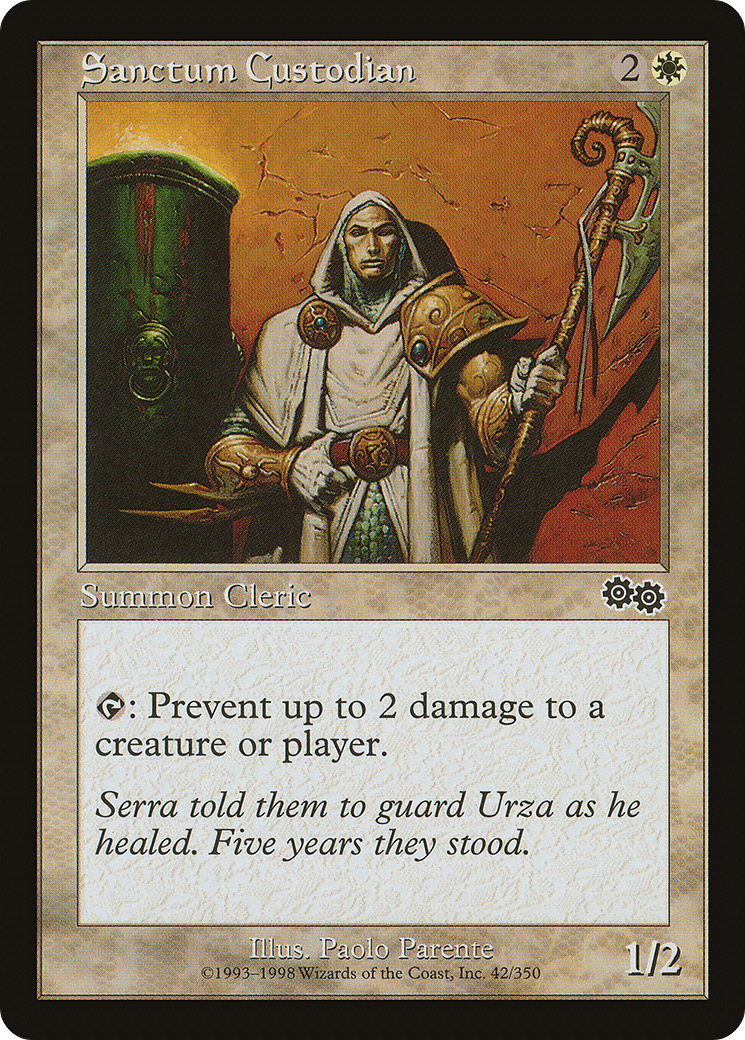 Sanctum Custodian 2
Summon Cleric
: Prevent up to 2 damage to a
creature or player.
Serra told them to guard Urza as he
healed. Five years they stood.
Illus. Paolo Parente
©1993–1998 Wizards of the Coast, Inc. 42/350
1/2